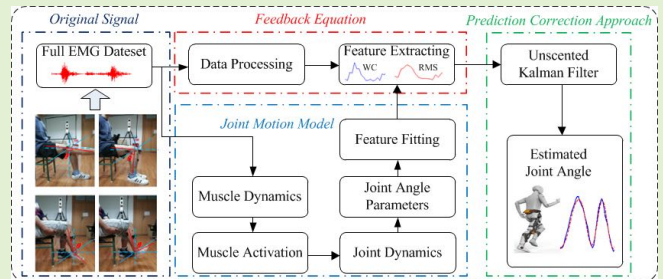 Original Signal
Feedback Equation
Prediction Correction Approach
Full EMG Dateset
Data Processing
Feature Extracting
WC
RMS
Unscented
Kalman Filter
Joint Motion Model
Feature Fitting
Muscle Dynamics
Joint Angle
Parameters
Muscle Activation
Joint Dynamics
Estimated
Joint Angle